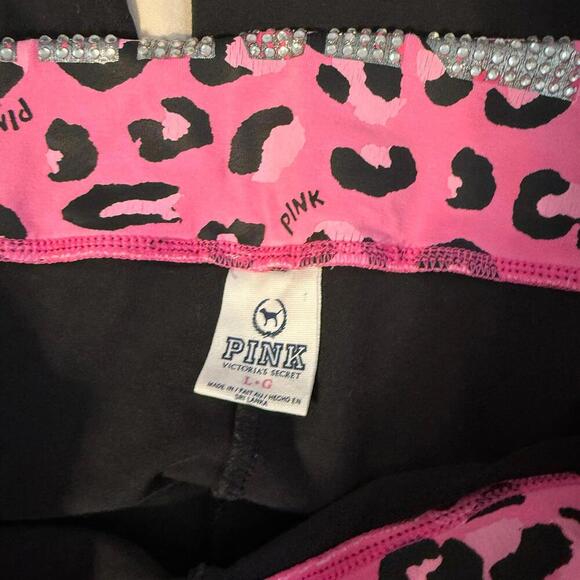 PINK
PINK
PINK
VICTORIA'S SECRET
L • G
MADE IN / FAIT AU / HECHO EN
SRI LANKA